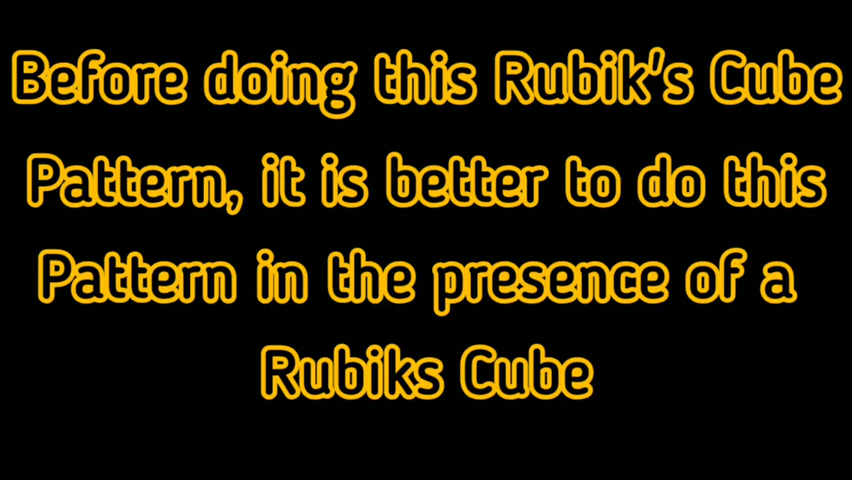 Before doing this Rubik's Cube
Pattern, it is better to do this
Pattern in the presence of a
Rubiks Cube